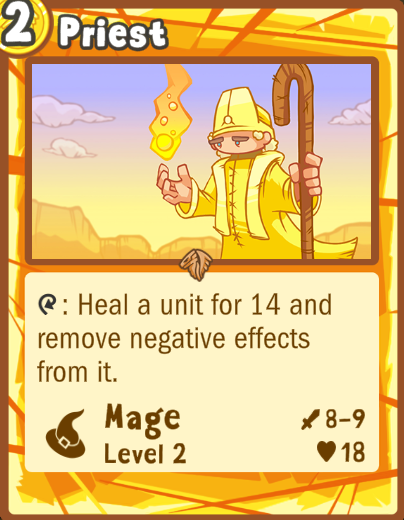 2 Priest
: Heal a unit for 14 and
remove negative effects
from it.
Mage 8-9
Level 2 18